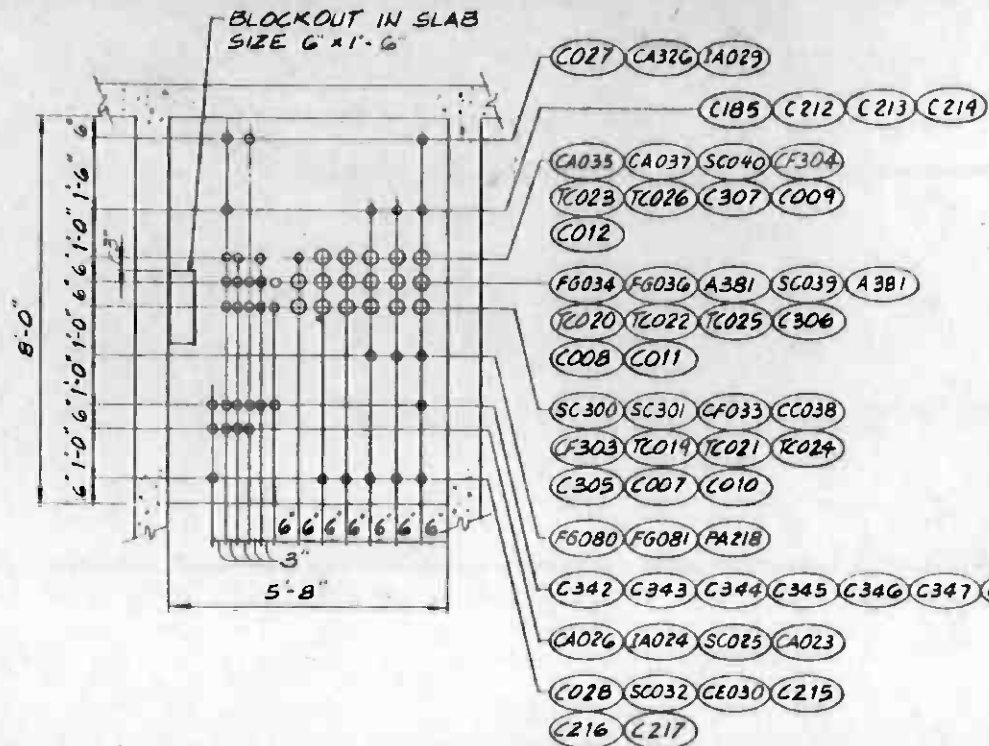 BLOCKOUT IN SLAB
SIZE 6" x 1'-6"
C027 CA326 IA029
C185 C212 C213 C214
CA035 CA037 SC040 CF304
TC023 TC026 C307 C009
C012
FG034 FG036 A381 SC039 A381
TC020 TC022 TC025 C306
C008 C011
SC300 SC301 CF033 CC038
CF303 TC019 TC021 TC024
C305 C007 C010
FG080 FG081 PA218
C342 C343 C344 C345 C346 C347
CA026 IA024 SC025 CA023
C028 SC032 CE030 C215
C216 C217
8'-0"
6" 1'-0" 6" 1'-0" 1'-0" 6" 6" 1'-0" 1'-6" 6"
3"
6" 6" 6" 6" 6" 6" 6"
3"
5'-8"